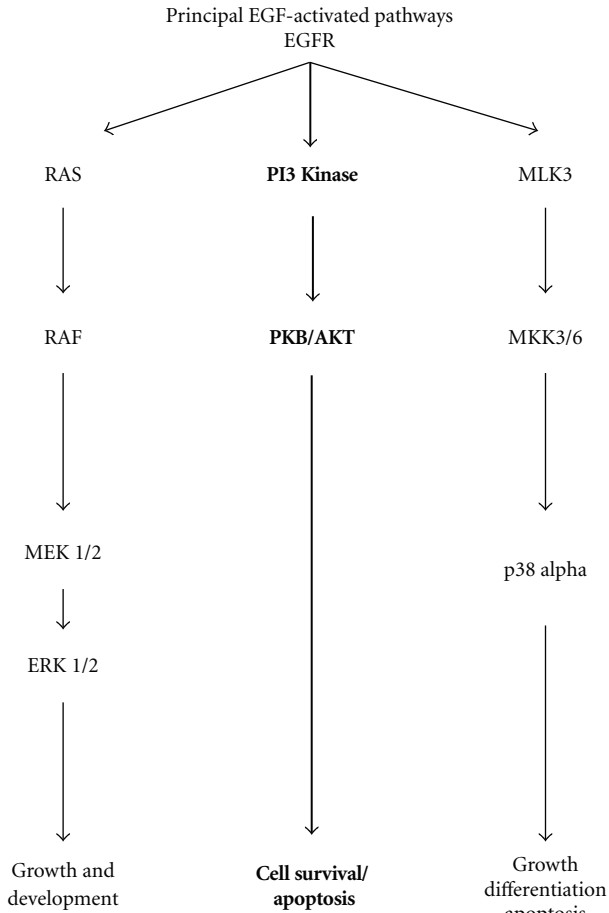 Principal EGF-activated pathways
EGFR
RAS PI3 Kinase MLK3
RAF PKB/AKT MKK3/6
MEK 1/2
p38 alpha
ERK 1/2
Growth and
development
Cell survival/
apoptosis
Growth
differentiation
apoptosis